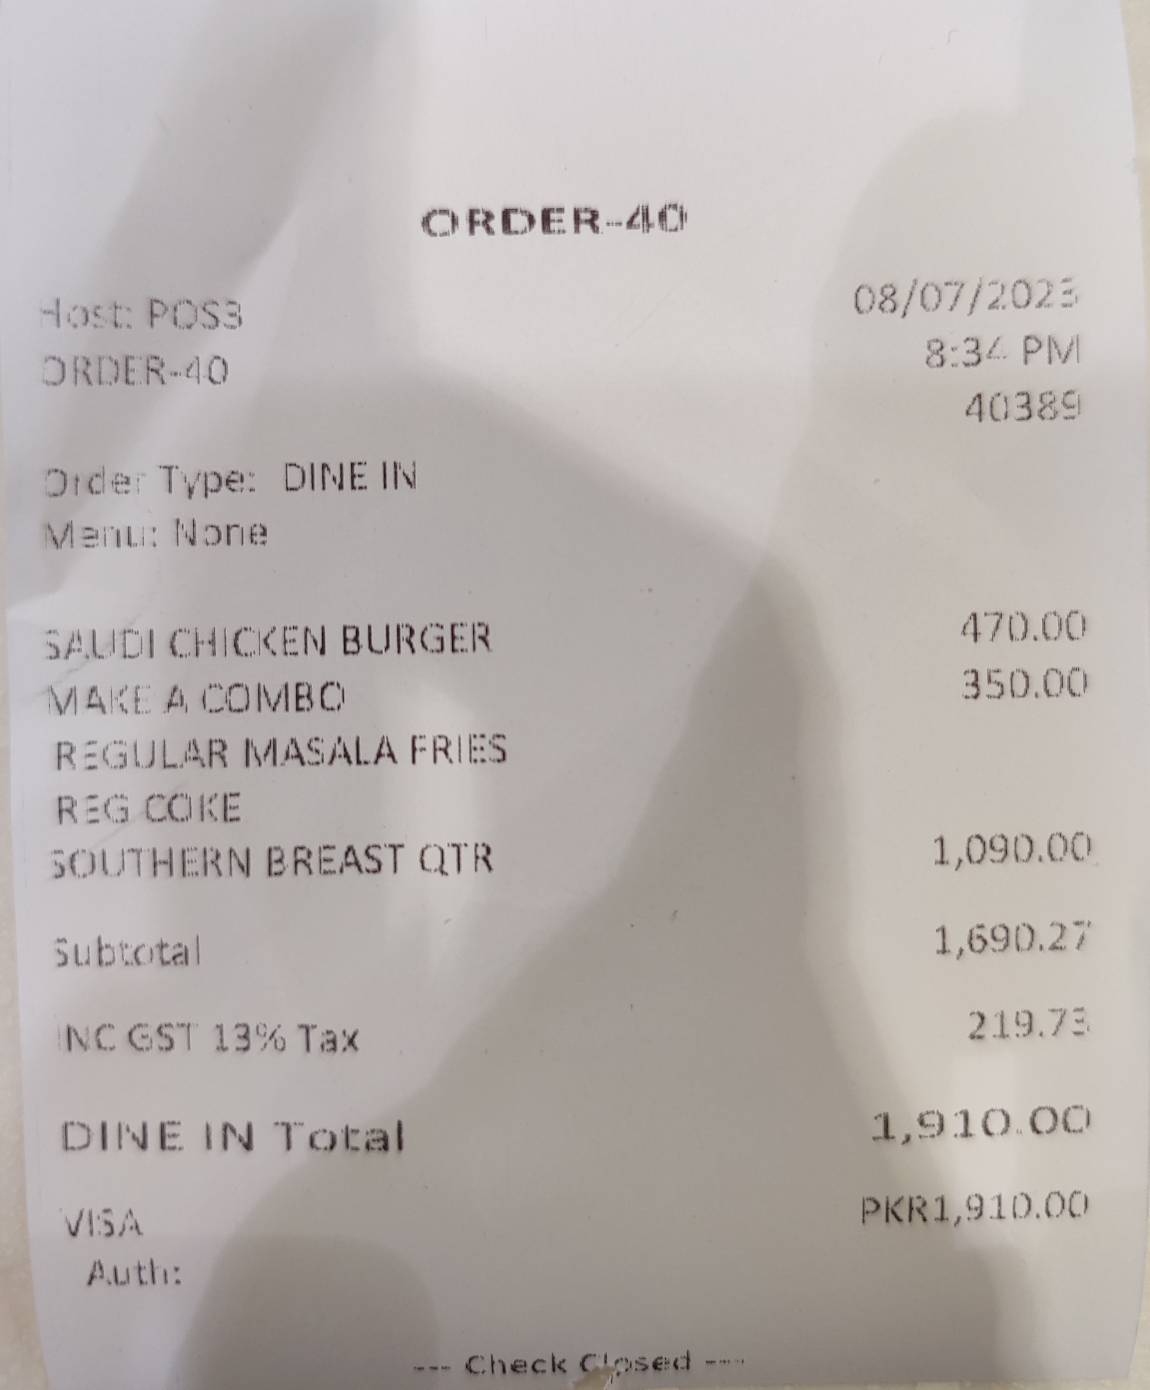 ORDER-40
Host: POS3 08/07/2023
ORDER-40 8:34 PM
40389
Order Type: DINE IN
Menu: None
SAUDI CHICKEN BURGER 470.00
MAKE A COMBO 350.00
REGULAR MASALA FRIES
REG COKE
SOUTHERN BREAST QTR 1,090.00
Subtotal 1,690.27
INC GST 13% Tax 219.73
DINE IN Total 1,910.00
VISA PKR1,910.00
Auth:
--- Check Closed ---